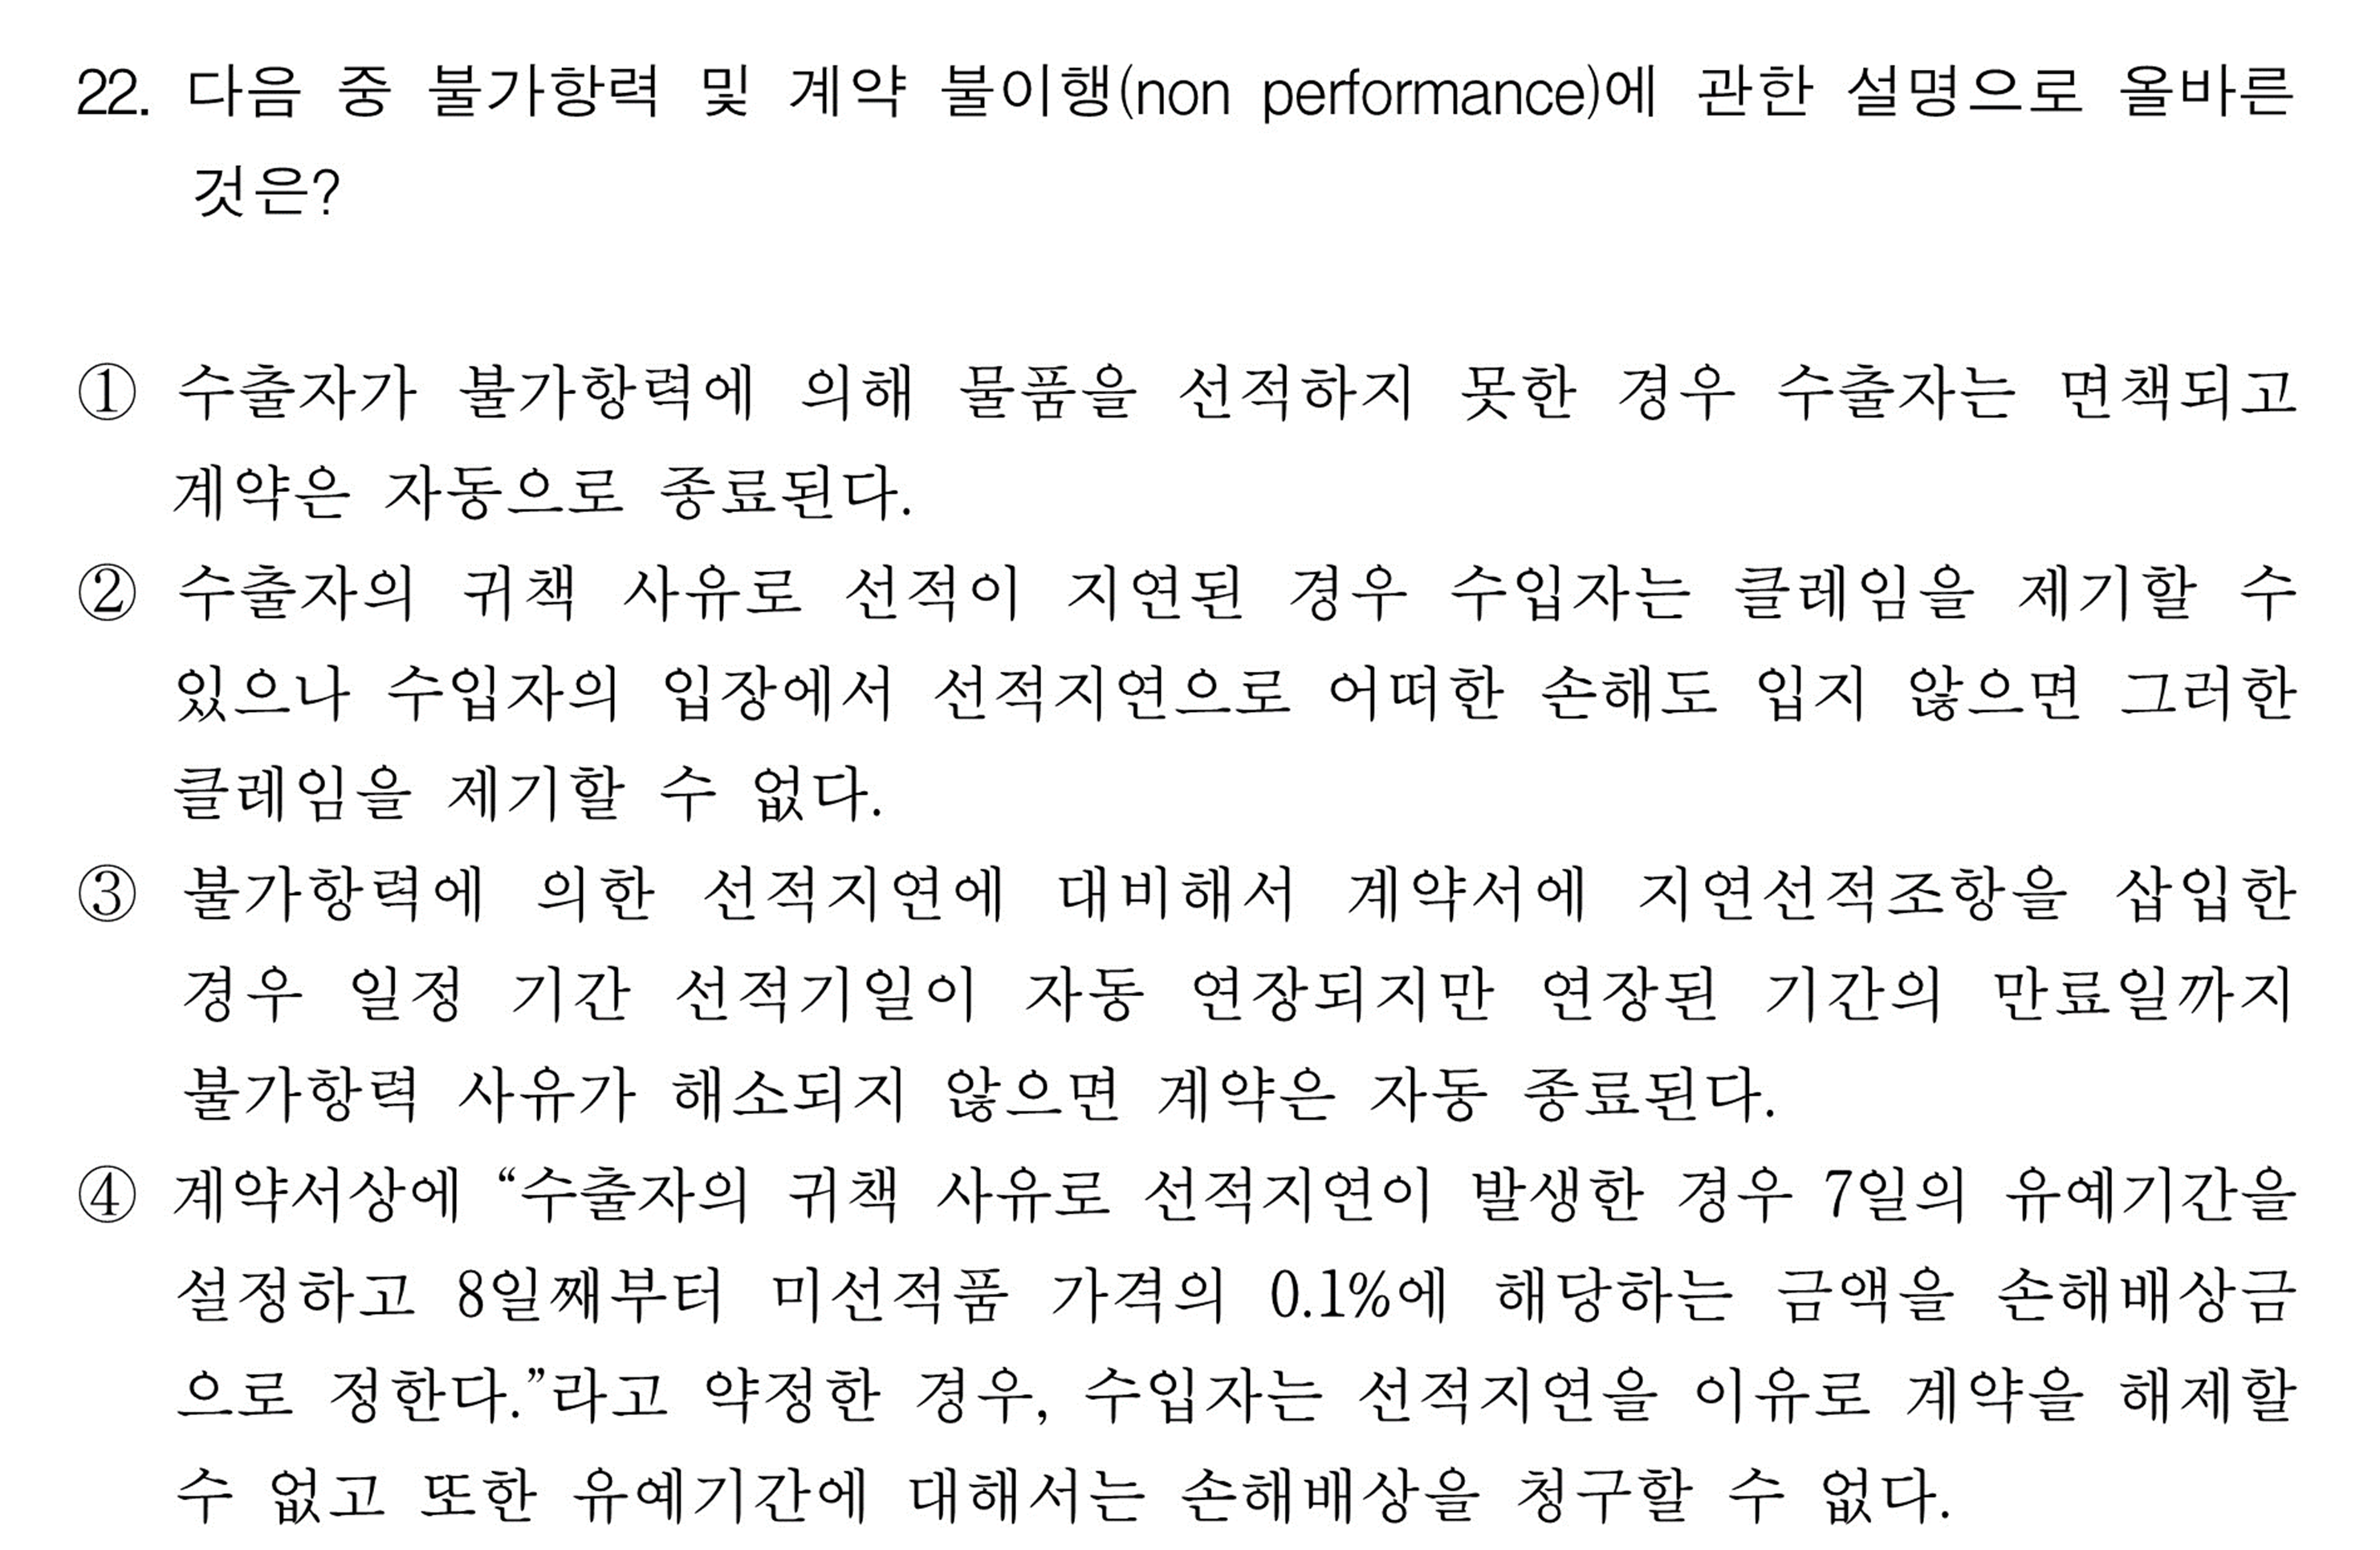 22. 다음 중 불가항력 및 계약 불이행(non performance)에 관한 설명으로 올바른
것은?
① 수출자가 불가항력에 의해 물품을 선적하지 못한 경우 수출자는 면책되고
계약은 자동으로 종료된다.
② 수출자의 귀책 사유로 선적이 지연된 경우 수입자는 클레임을 제기할 수
있으나 수입자의 입장에서 선적지연으로 어떠한 손해도 입지 않으면 그러한
클레임을 제기할 수 없다.
③ 불가항력에 의한 선적지연에 대비해서 계약서에 지연선적조항을 삽입한
경우 일정 기간 선적기일이 자동 연장되지만 연장된 기간의 만료일까지
불가항력 사유가 해소되지 않으면 계약은 자동 종료된다.
④ 계약서상에 “수출자의 귀책 사유로 선적지연이 발생한 경우 7일의 유예기간을
설정하고 8일째부터 미선적품 가격의 0.1%에 해당하는 금액을 손해배상금
으로 정한다.”라고 약정한 경우, 수입자는 선적지연을 이유로 계약을 해제할
수 없고 또한 유예기간에 대해서는 손해배상을 청구할 수 없다.